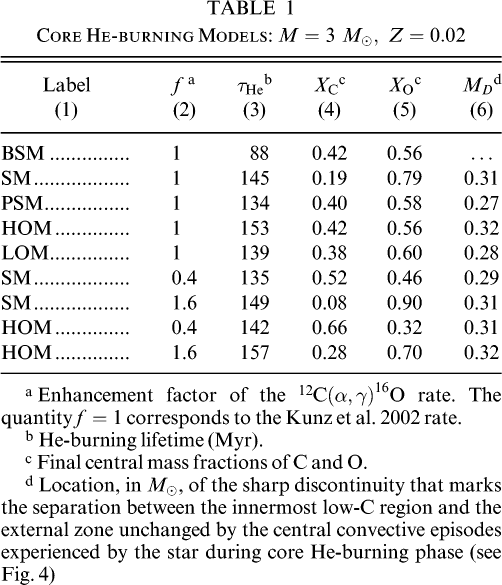 TABLE 1
Core He-burning Models: M = 3 M⊙, Z = 0.02
Label f a τHe b XC c XO c MD d
(1) (2) (3) (4) (5) (6)
BSM ............... 1 88 0.42 0.56 ...
SM.................. 1 145 0.19 0.79 0.31
PSM................ 1 134 0.40 0.58 0.27
HOM.............. 1 153 0.42 0.56 0.32
LOM............... 1 139 0.38 0.60 0.28
SM.................. 0.4 135 0.52 0.46 0.29
SM.................. 1.6 149 0.08 0.90 0.31
HOM.............. 0.4 142 0.66 0.32 0.31
HOM.............. 1.6 157 0.28 0.70 0.32
a Enhancement factor of the 12C(α, γ)16O rate. The
quantity f = 1 corresponds to the Kunz et al. 2002 rate.
b He-burning lifetime (Myr).
c Final central mass fractions of C and O.
d Location, in M⊙, of the sharp discontinuity that marks
the separation between the innermost low-C region and the
external zone unchanged by the central convective episodes
experienced by the star during core He-burning phase (see
Fig. 4)